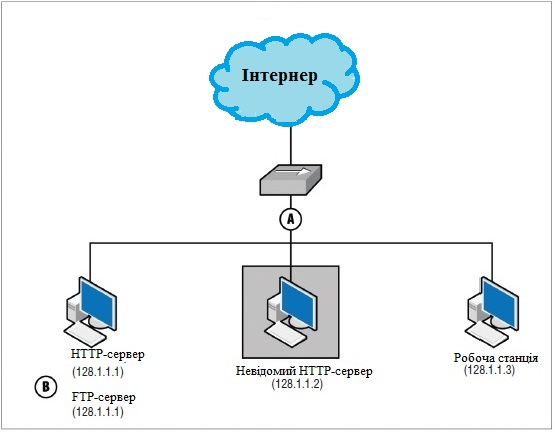 Інтернер
A
HTTP-сервер
(128.1.1.1)
Невідомий HTTP-сервер
(128.1.1.2)
Робоча станція
(128.1.1.3)
B
FTP-сервер
(128.1.1.1)